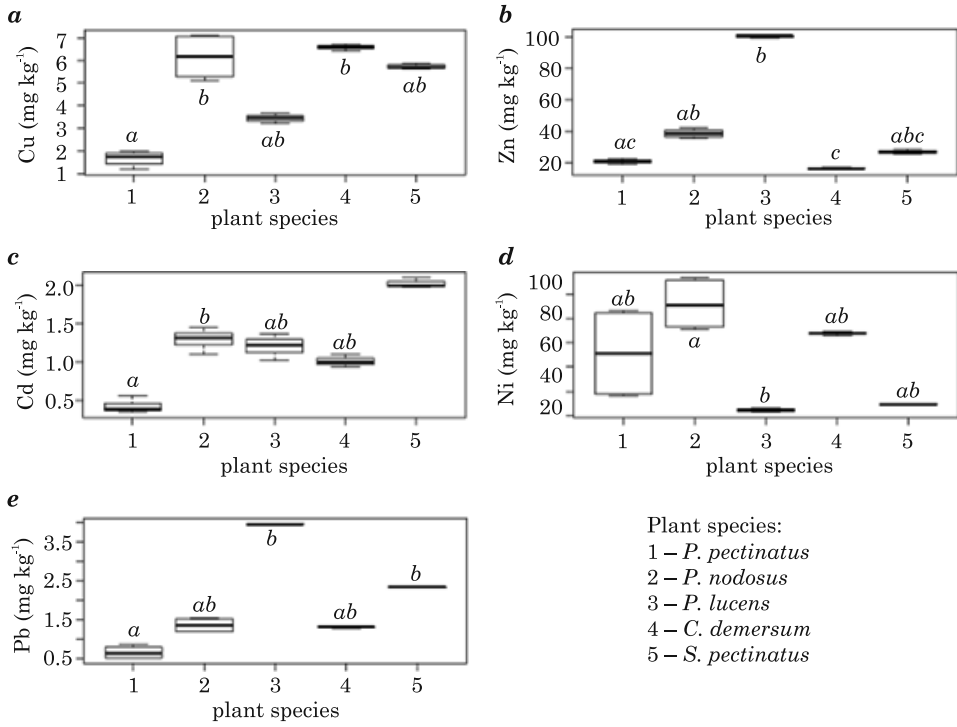 a
Cu (mg kg⁻¹)
7
6
5
4
3
2
1
a
b
ab
b
ab
1 2 3 4 5
plant species
b
Zn (mg kg⁻¹)
100
80
60
40
20
ac
ab
b
c
abc
1 2 3 4 5
plant species
c
Cd (mg kg⁻¹)
2.0
1.5
1.0
0.5
a
b
ab
ab
1 2 3 4 5
plant species
d
Ni (mg kg⁻¹)
100
80
60
40
20
ab
a
b
ab
ab
1 2 3 4 5
plant species
e
Pb (mg kg⁻¹)
3.5
2.5
1.5
0.5
a
ab
b
ab
b
1 2 3 4 5
plant species
Plant species:
1 – P. pectinatus
2 – P. nodosus
3 – P. lucens
4 – C. demersum
5 – S. pectinatus